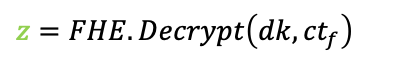 z = FHE.Decrypt(dk, ct_f)